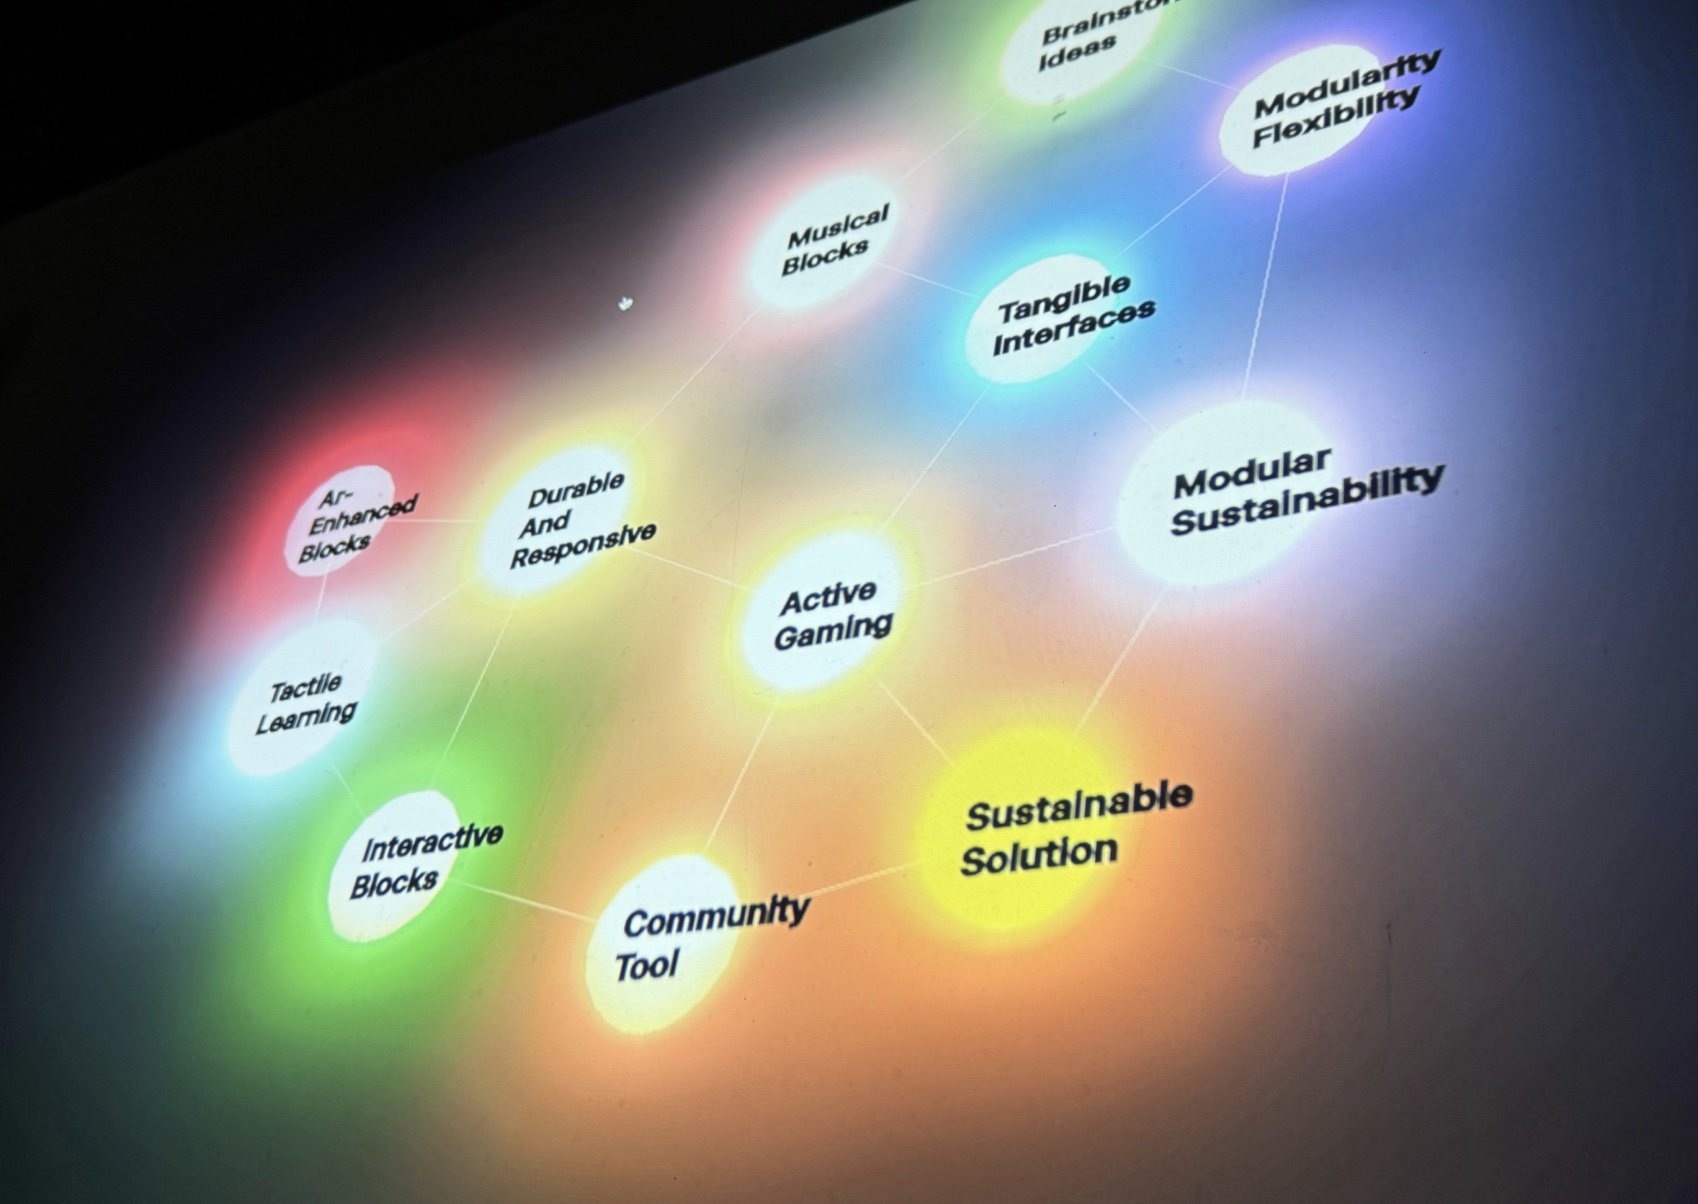 Ideas
Modularity
Flexibility
Musical
Blocks
Tangible
Interfaces
Modular
Sustainability
Ar-
Enhanced
Blocks
Durable
And
Responsive
Active
Gaming
Tactile
Learning
Sustainable
Solution
Interactive
Blocks
Community
Tool